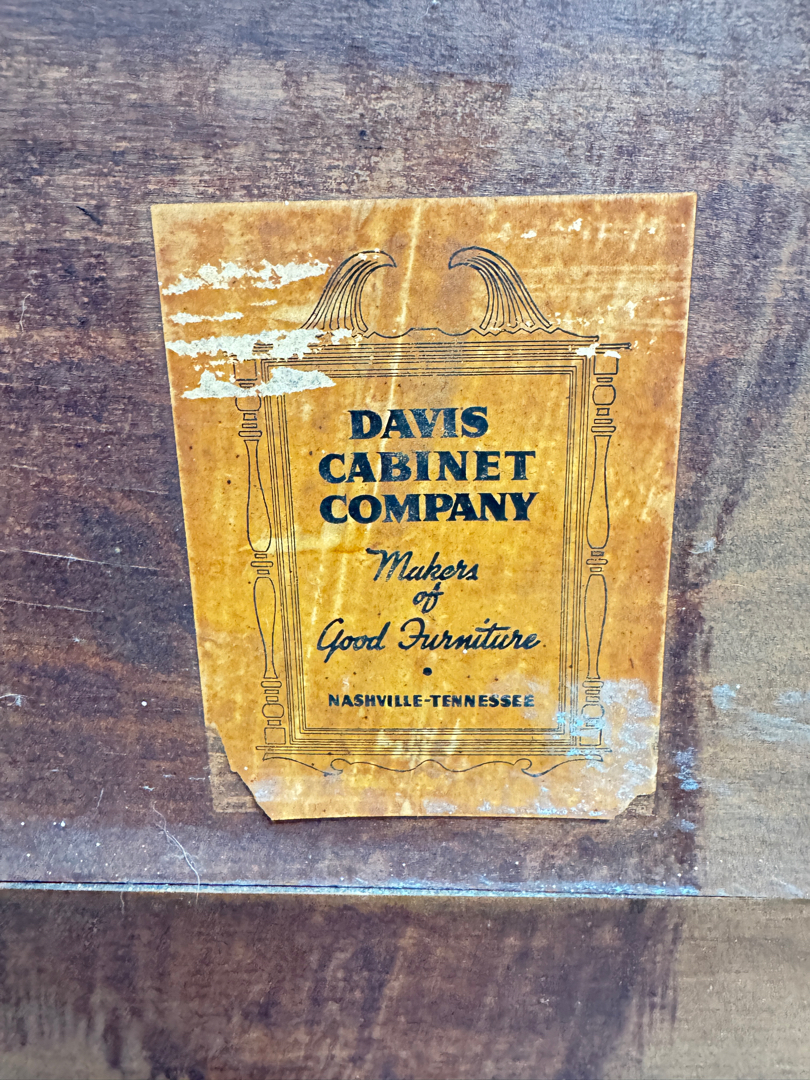 DAVIS
CABINET
COMPANY
Makers
of
Good Furniture
NASHVILLE-TENNESSEE